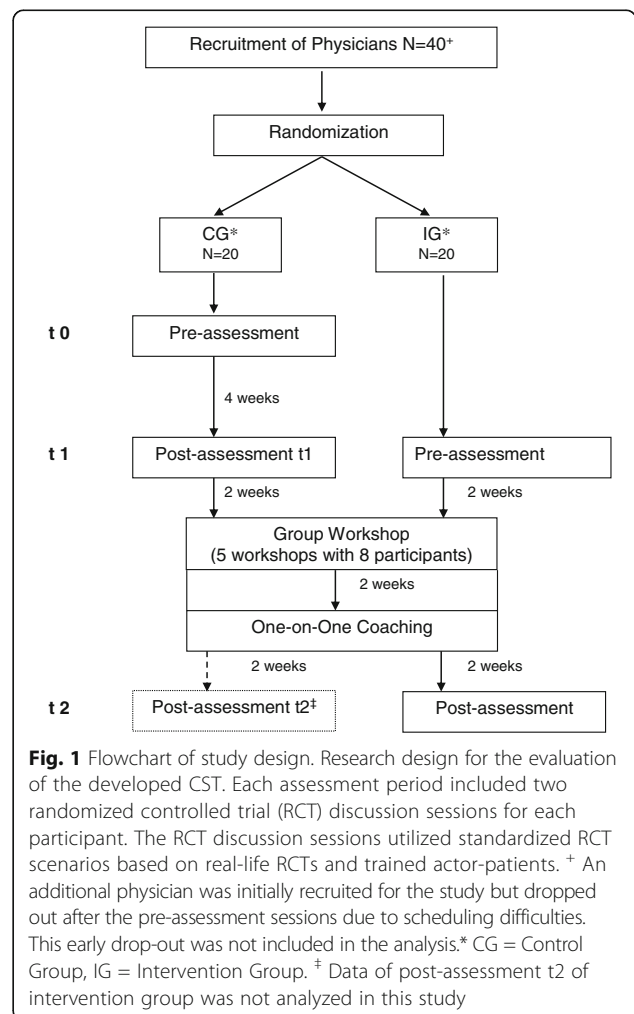 Recruitment of Physicians N=40⁺
Randomization
CG*
N=20
IG*
N=20
t 0
Pre-assessment
4 weeks
t 1
Post-assessment t1
Pre-assessment
2 weeks
2 weeks
Group Workshop
(5 workshops with 8 participants)
2 weeks
One-on-One Coaching
2 weeks
2 weeks
t 2
Post-assessment t2‡
Post-assessment
Fig. 1 Flowchart of study design. Research design for the evaluation
of the developed CST. Each assessment period included two
randomized controlled trial (RCT) discussion sessions for each
participant. The RCT discussion sessions utilized standardized RCT
scenarios based on real-life RCTs and trained actor-patients. ⁺ An
additional physician was initially recruited for the study but dropped
out after the pre-assessment sessions due to scheduling difficulties.
This early drop-out was not included in the analysis.* CG = Control
Group, IG = Intervention Group. ‡ Data of post-assessment t2 of
intervention group was not analyzed in this study